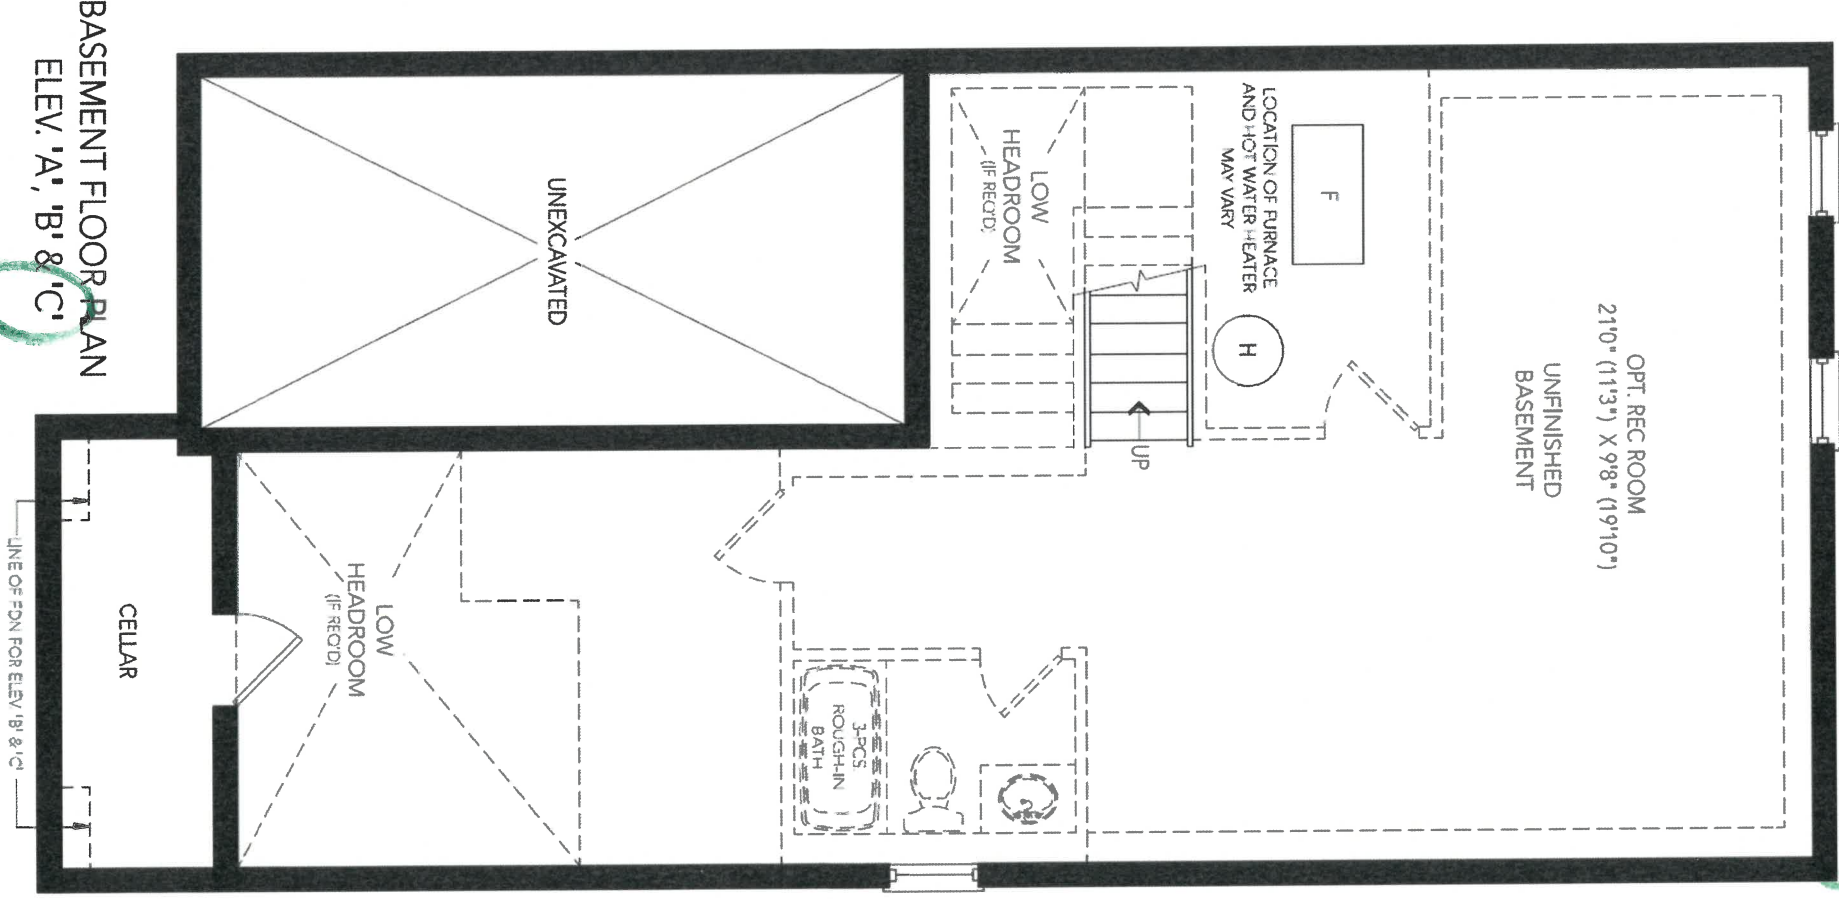 BASEMENT FLOOR PLAN
ELEV. 'A', 'B' & 'C'
OPT. REC ROOM
21'0" (11'3") X 9'8" (19'10")
UNFINISHED
BASEMENT
F
LOCATION OF FURNACE
AND HOT WATER HEATER
MAY VARY
H
LOW
HEADROOM
(IF REQ'D)
UP
UNEXCAVATED
3-PCS.
ROUGH-IN
BATH
LOW
HEADROOM
(IF REQ'D)
CELLAR
LINE OF FDN FOR ELEV 'B' & 'C'